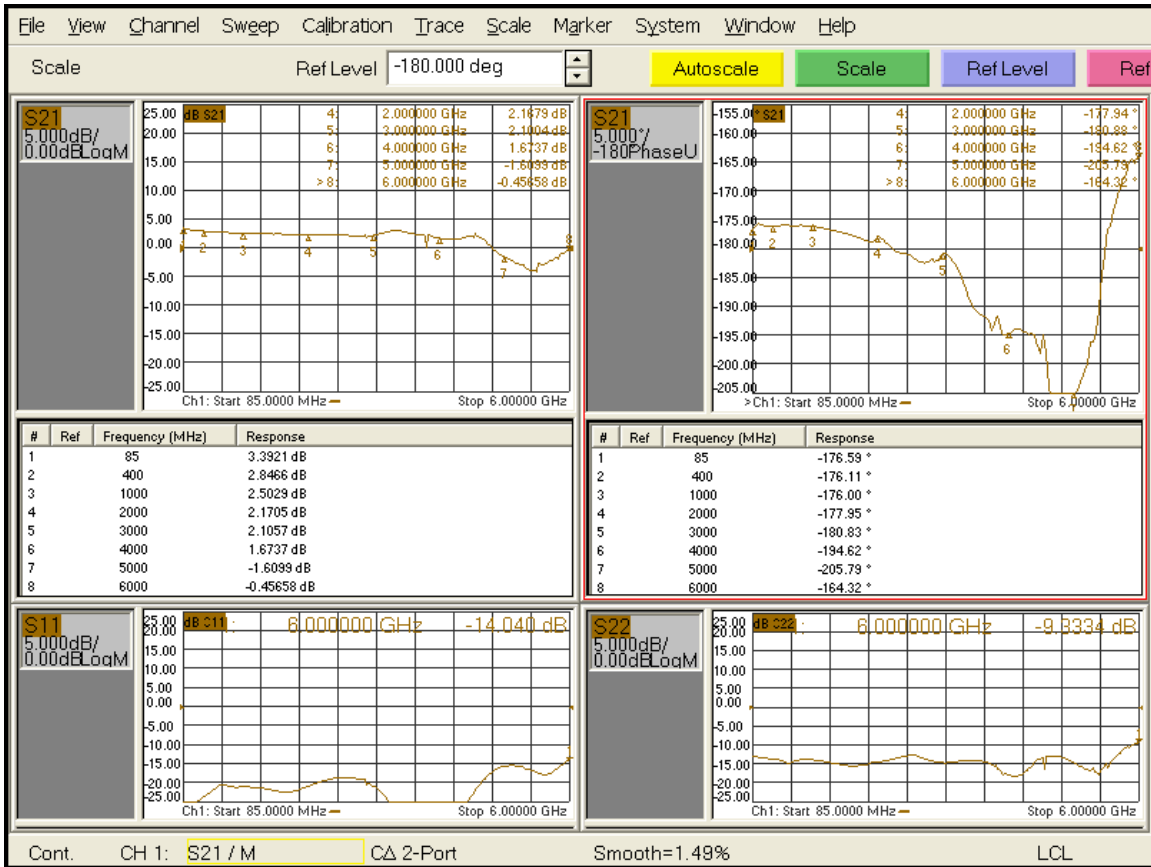 File View Channel Sweep Calibration Trace Scale Marker System Window Help
Scale Ref Level -180.000 deg Autoscale Scale Ref Level Ref
S21
5.000dB/
0.00dBLogM
dB S21
25.00
20.00
15.00
10.00
5.00
0.00
-5.00
-10.00
-15.00
-20.00
-25.00
4: 2.000000 GHz 2.1679 dB
5: 3.000000 GHz 2.1004 dB
6: 4.000000 GHz 1.6737 dB
7: 5.000000 GHz -1.6099 dB
>8: 6.000000 GHz -0.45658 dB
1 2 3 4 5 6 7 8
Ch1: Start 85.0000 MHz Stop 6.00000 GHz
S21
5.000°/
-180PhaseU
° S21
-155.00
-160.00
-165.00
-170.00
-175.00
-180.00
-185.00
-190.00
-195.00
-200.00
-205.00
4: 2.000000 GHz -177.94 °
5: 3.000000 GHz -180.88 °
6: 4.000000 GHz -194.62 °
7: 5.000000 GHz -205.79 °
>8: 6.000000 GHz -164.32 °
2 3 4 5 6
>Ch1: Start 85.0000 MHz Stop 6.00000 GHz
# Ref Frequency (MHz) Response
1 85 3.3921 dB
2 400 2.8466 dB
3 1000 2.5029 dB
4 2000 2.1705 dB
5 3000 2.1057 dB
6 4000 1.6737 dB
7 5000 -1.6099 dB
8 6000 -0.45658 dB
# Ref Frequency (MHz) Response
1 85 -176.59 °
2 400 -176.11 °
3 1000 -176.00 °
4 2000 -177.95 °
5 3000 -180.83 °
6 4000 -194.62 °
7 5000 -205.79 °
8 6000 -164.32 °
S11
5.000dB/
0.00dBLogM
dB S11
25.00
20.00
15.00
10.00
5.00
0.00
-5.00
-10.00
-15.00
-20.00
-25.00
: 6.000000 GHz -14.040 dB
Ch1: Start 85.0000 MHz Stop 6.00000 GHz
S22
5.000dB/
0.00dBLogM
dB S22
25.00
20.00
15.00
10.00
5.00
0.00
-5.00
-10.00
-15.00
-20.00
-25.00
: 6.000000 GHz -9.3334 dB
Ch1: Start 85.0000 MHz Stop 6.00000 GHz
Cont. CH 1: S21 / M CΔ 2-Port Smooth=1.49% LCL